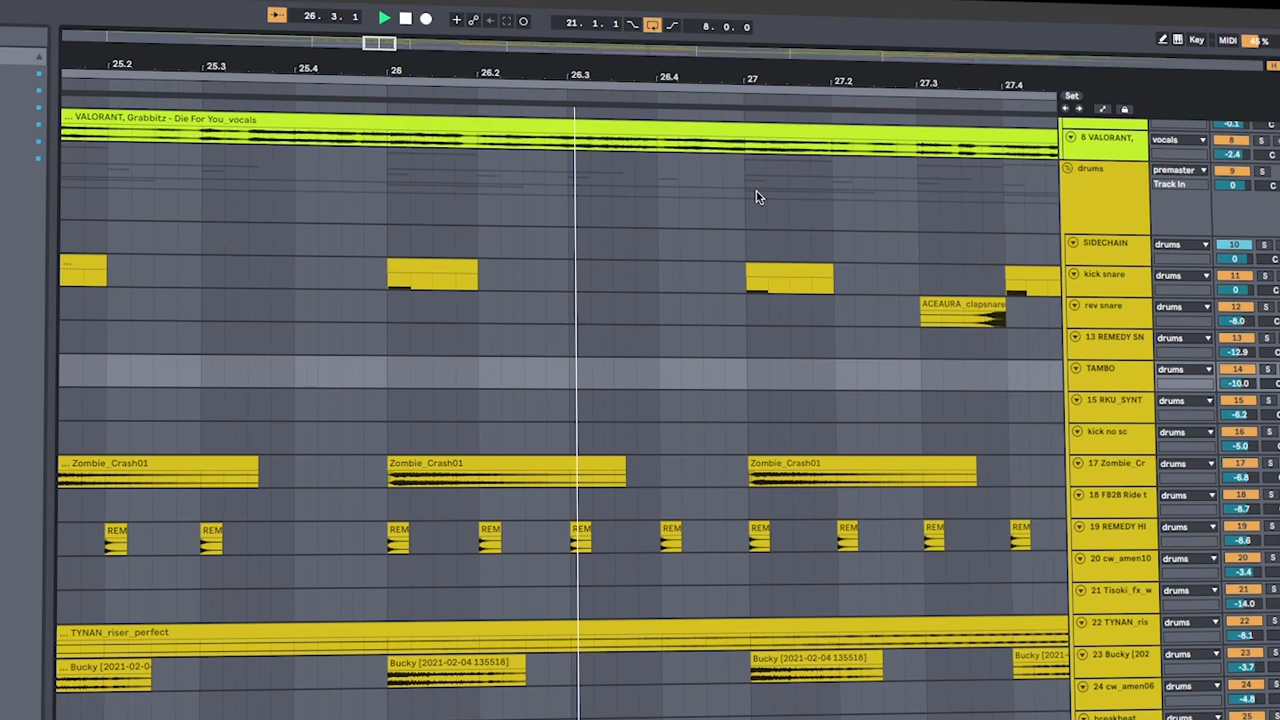 26. 3. 1
21. 1. 1
8. 0. 0
Key
MIDI
45 %
H
25.2
25.3
25.4
26
26.2
26.3
26.4
27
27.2
27.3
27.4
Set
... VALORANT, Grabbitz - Die For You_vocals
8 VALORANT,
vocals
8
S
-0.1
-2.4
C
drums
premaster
9
S
Track In
0
C
SIDECHAIN
drums
10
S
0
C
...
kick snare
drums
11
S
0
C
ACEAURA_clapsnare
rev snare
drums
12
S
-8.0
C
13 REMEDY SN
drums
13
S
-12.9
C
TAMBO
drums
14
S
-10.0
C
15 RKU_SYNT
drums
15
S
-6.2
C
kick no sc
drums
16
S
-5.0
C
... Zombie_Crash01
Zombie_Crash01
Zombie_Crash01
17 Zombie_Cr
drums
17
S
-6.8
C
18 FB2B Ride t
drums
18
S
-8.7
C
REM
REM
REM
REM
REM
REM
REM
REM
REM
REM
19 REMEDY HI
drums
19
S
-8.6
C
20 cw_amen10
drums
20
S
-3.4
C
21 Tisoki_fx_w
drums
21
S
-14.0
C
... TYNAN_riser_perfect
22 TYNAN_ris
drums
22
S
-8.1
C
... Bucky [2021-02-0
Bucky [2021-02-04 135518]
Bucky [2021-02-04 135518]
Bucky [2021-
23 Bucky [202
drums
23
S
-3.7
C
24 cw_amen06
drums
24
S
-4.8
C
breakbeat
drums
25
S